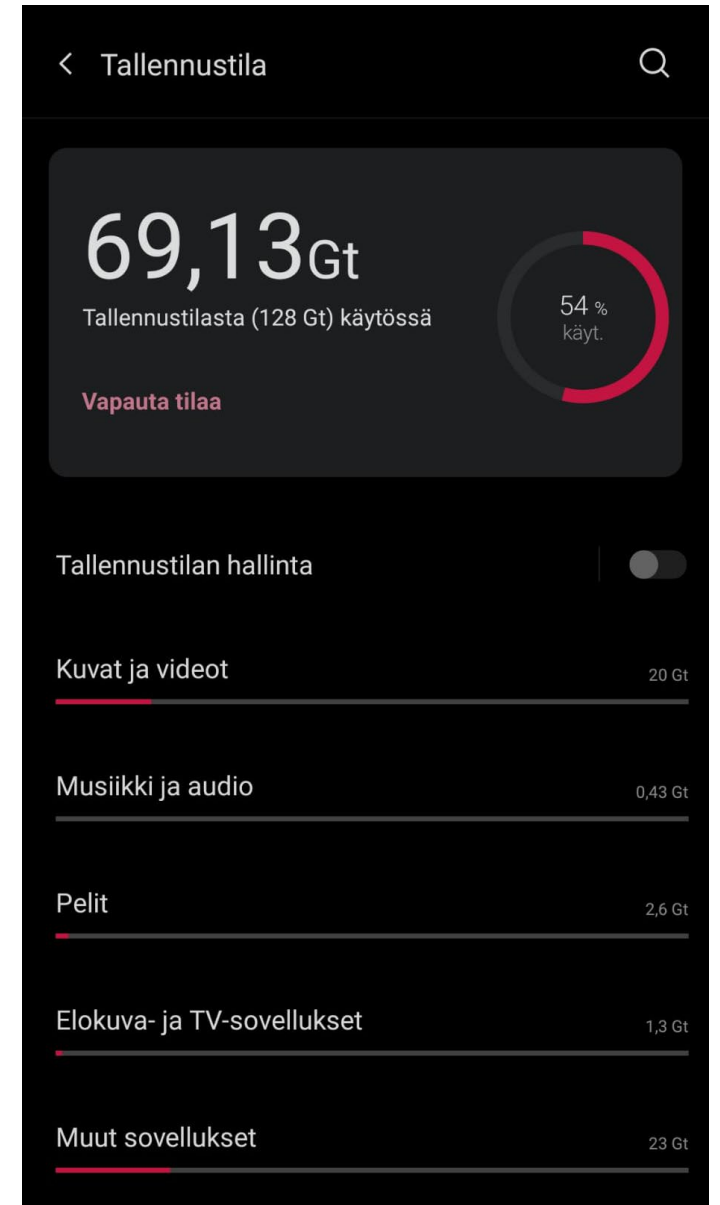 Tallennustila
69,13Gt
Tallennustilasta (128 Gt) käytössä
54 %
käyt.
Vapauta tilaa
Tallennustilan hallinta
Kuvat ja videot 20 Gt
Musiikki ja audio 0,43 Gt
Pelit 2,6 Gt
Elokuva- ja TV-sovellukset 1,3 Gt
Muut sovellukset 23 Gt